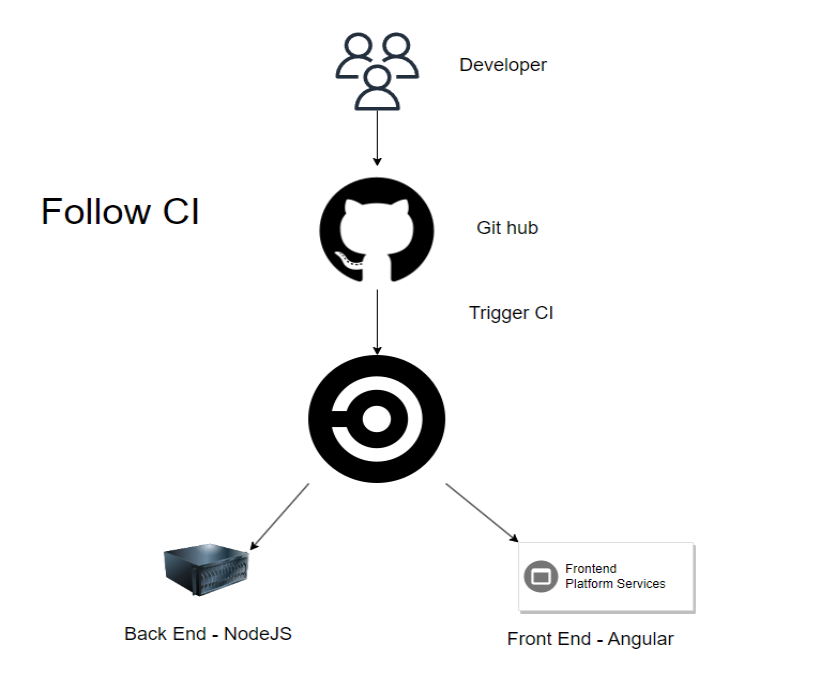 Developer
Follow CI
Git hub
Trigger CI
Frontend
Platform Services
Back End - NodeJS
Front End - Angular